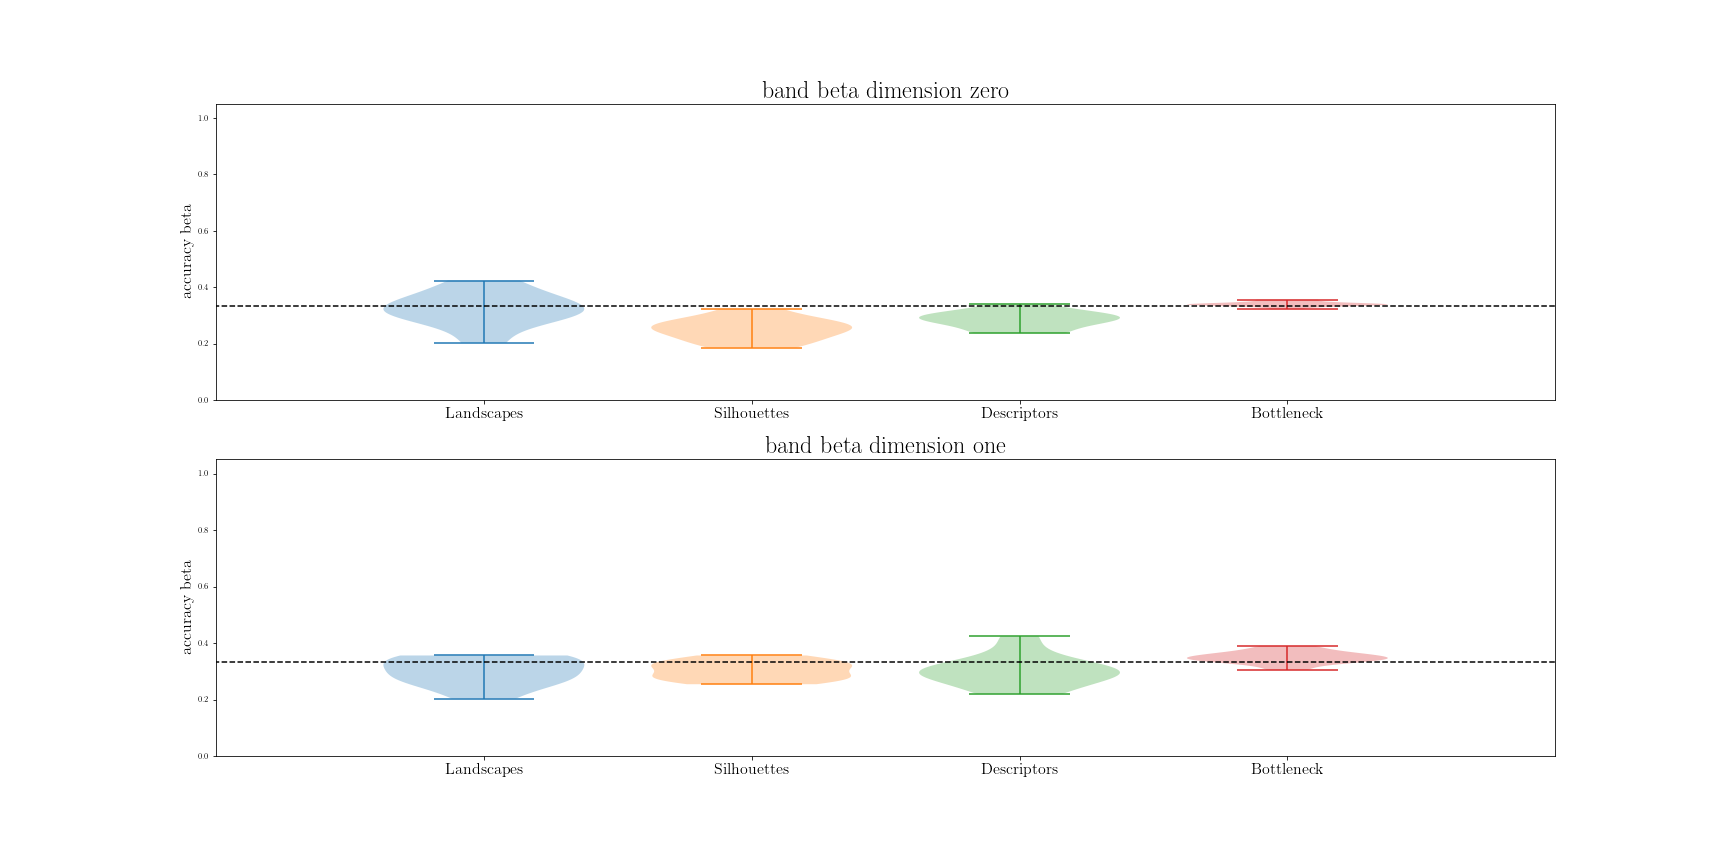 band beta dimension zero
accuracy beta
1.0
0.8
0.6
0.4
0.2
0.0
Landscapes Silhouettes Descriptors Bottleneck
band beta dimension one
accuracy beta
1.0
0.8
0.6
0.4
0.2
0.0
Landscapes Silhouettes Descriptors Bottleneck